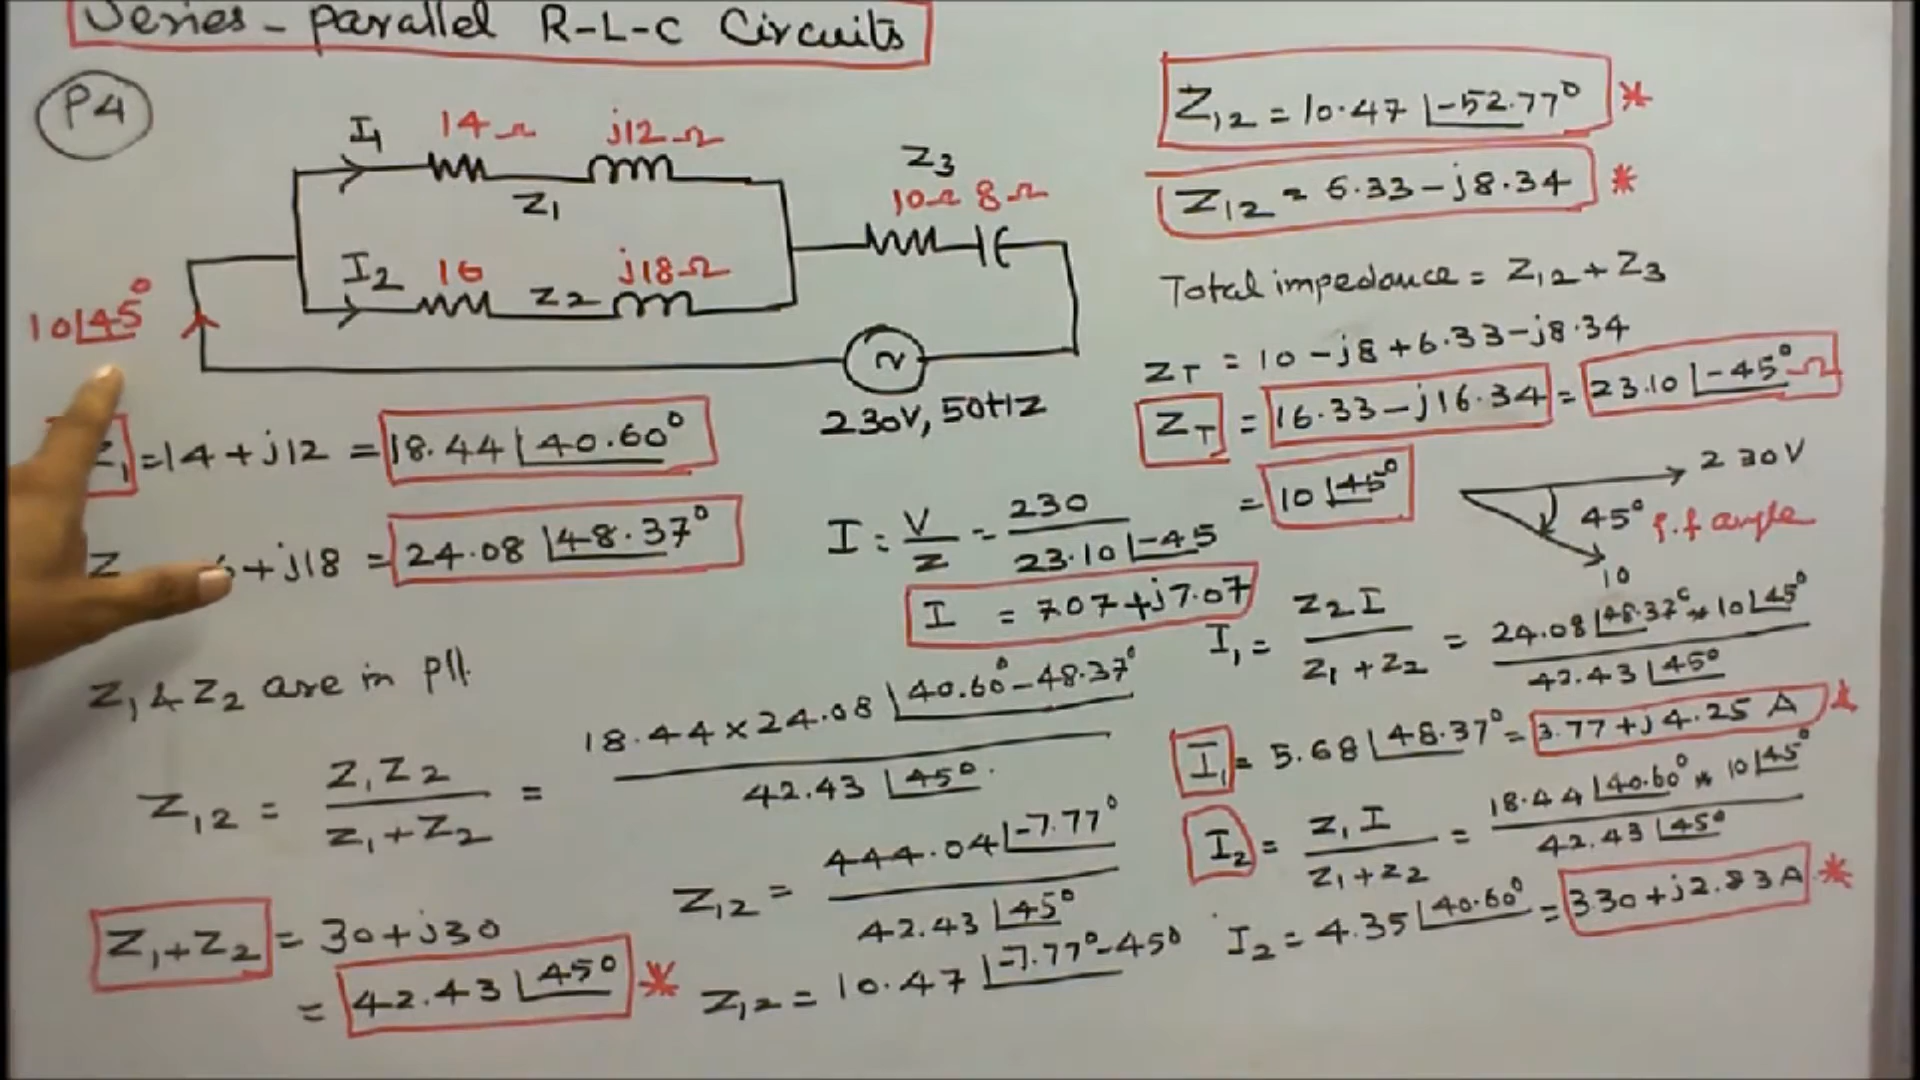 Series - parallel R-L-C Circuits
P4
I1 14Ω j12Ω
Z1
Z3
10Ω 8Ω
I2 16 Z2 j18Ω
10∠45°
230V, 50HZ
Z1 = 14 + j12 = 18.44 ∠40.60°
Z 6 + j18 = 24.08 ∠48.37°
Z1 & Z2 are in Pll.
Z12 = Z1Z2 / Z1 + Z2 = 18.44 × 24.08 ∠40.60° - 48.37° / 42.43 ∠45°
Z1 + Z2 = 30 + j30
= 42.43 ∠45° *
Z12 = 444.04 ∠-7.77° / 42.43 ∠45°
Z12 = 10.47 ∠-7.77° - 45°
Z12 = 10.47 ∠-52.77° *
Z12 = 6.33 - j8.34 *
Total impedance = Z12 + Z3
ZT = 10 - j8 + 6.33 - j8.34
ZT = 16.33 - j16.34 = 23.10 ∠-45° Ω
I = V / Z = 230 / 23.10 ∠-45 = 10 ∠45°
I = 7.07 + j7.07
230V
45° P.f angle
10
I1 = Z2 I / Z1 + Z2 = 24.08 ∠48.37° * 10 ∠45° / 42.43 ∠45°
I1 = 5.68 ∠48.37° = 3.77 + j4.25 A *
I2 = Z1 I / Z1 + Z2 = 18.44 ∠40.60° * 10 ∠45° / 42.43 ∠45°
I2 = 4.35 ∠40.60° = 3.30 + j2.83A *